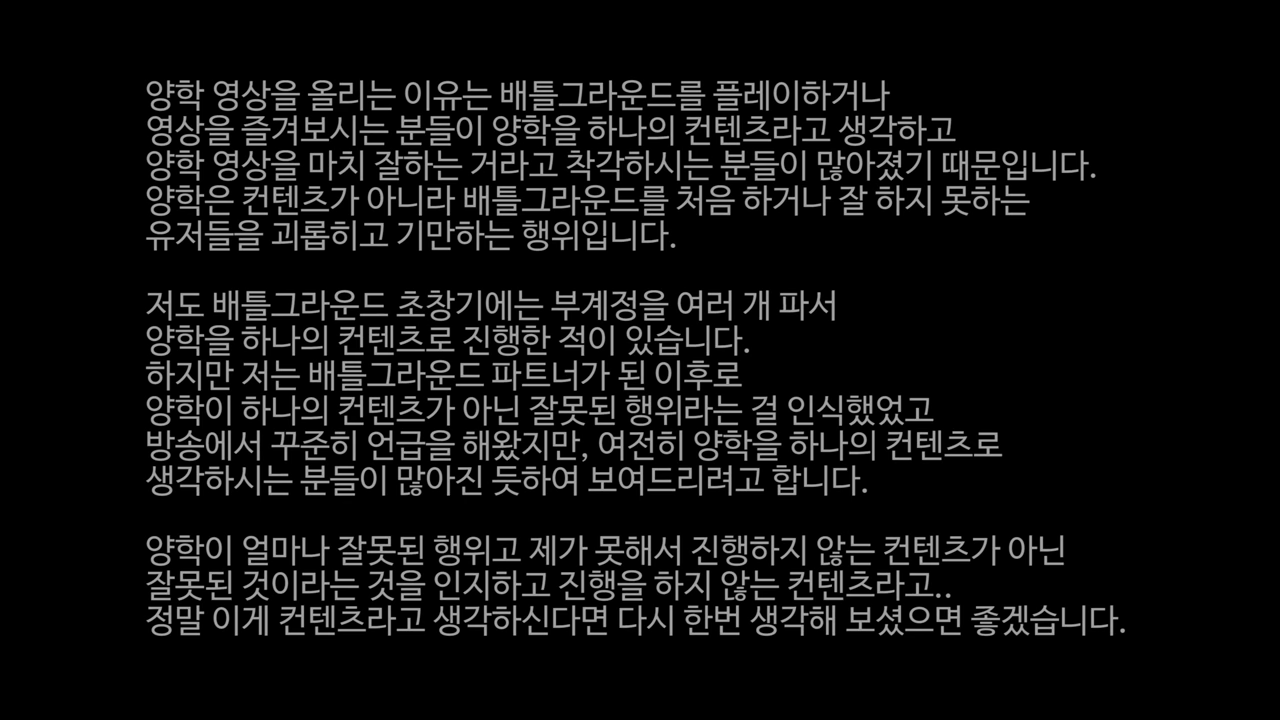 양학 영상을 올리는 이유는 배틀그라운드를 플레이하거나
영상을 즐겨보시는 분들이 양학을 하나의 컨텐츠라고 생각하고
양학 영상을 마치 잘하는 거라고 착각하시는 분들이 많아졌기 때문입니다.
양학은 컨텐츠가 아니라 배틀그라운드를 처음 하거나 잘 하지 못하는
유저들을 괴롭히고 기만하는 행위입니다.
저도 배틀그라운드 초창기에는 부계정을 여러 개 파서
양학을 하나의 컨텐츠로 진행한 적이 있습니다.
하지만 저는 배틀그라운드 파트너가 된 이후로
양학이 하나의 컨텐츠가 아닌 잘못된 행위라는 걸 인식했었고
방송에서 꾸준히 언급을 해왔지만, 여전히 양학을 하나의 컨텐츠로
생각하시는 분들이 많아진 듯하여 보여드리려고 합니다.
양학이 얼마나 잘못된 행위고 제가 못해서 진행하지 않는 컨텐츠가 아닌
잘못된 것이라는 것을 인지하고 진행을 하지 않는 컨텐츠라고..
정말 이게 컨텐츠라고 생각하신다면 다시 한번 생각해 보셨으면 좋겠습니다.